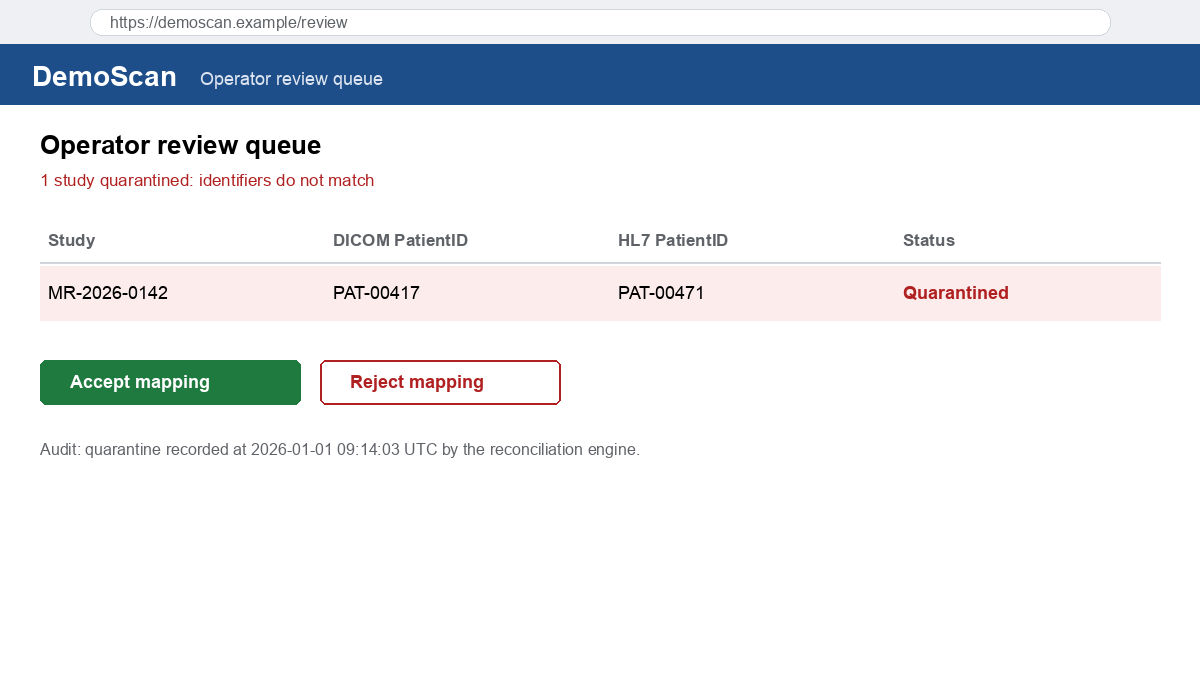 https://demoscan.example/review
DemoScan Operator review queue
Operator review queue
1 study quarantined: identifiers do not match
Study DICOM PatientID HL7 PatientID Status
MR-2026-0142 PAT-00417 PAT-00471 Quarantined
Accept mapping Reject mapping
Audit: quarantine recorded at 2026-01-01 09:14:03 UTC by the reconciliation engine.